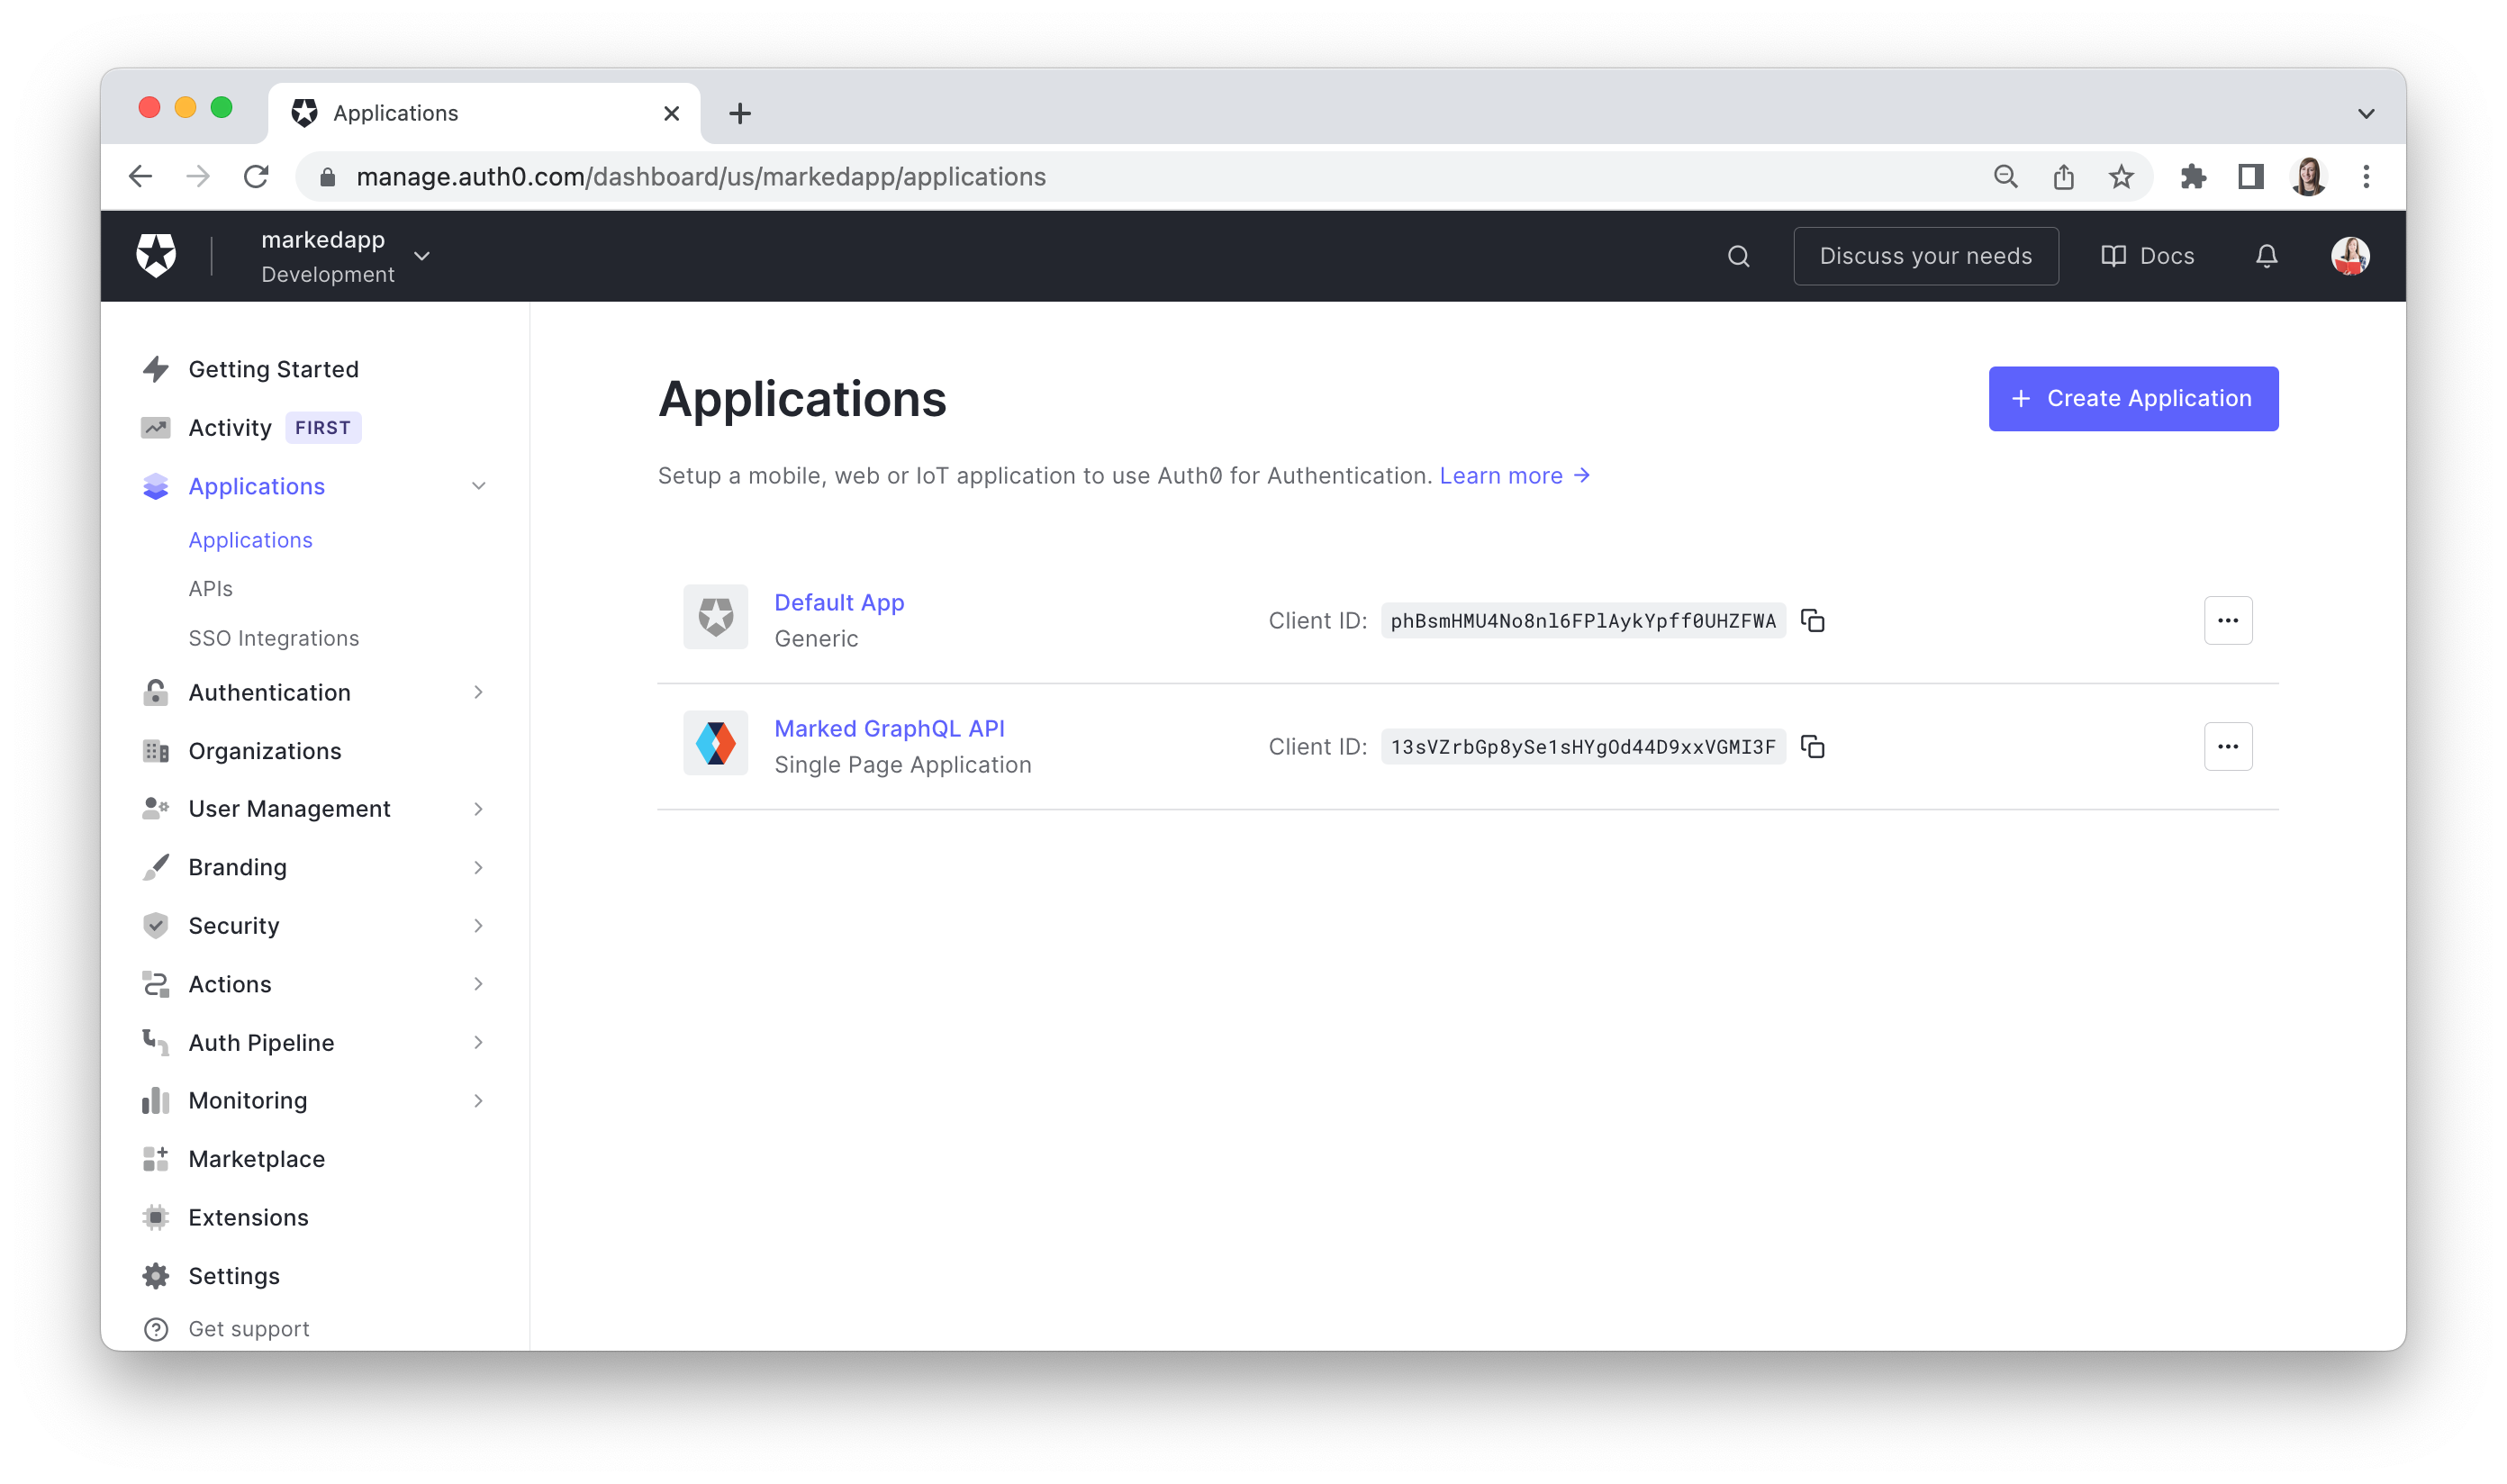 Applications
manage.auth0.com/dashboard/us/markedapp/applications
markedapp
Development
Discuss your needs
Docs
Getting Started
Activity FIRST
Applications
Applications
APIs
SSO Integrations
Authentication
Organizations
User Management
Branding
Security
Actions
Auth Pipeline
Monitoring
Marketplace
Extensions
Settings
Get support
Applications
+ Create Application
Setup a mobile, web or IoT application to use Auth0 for Authentication. Learn more →
Default App
Generic
Client ID: phBsmHMU4No8nl6FPlAykYpff0UHZFWA
Marked GraphQL API
Single Page Application
Client ID: 13sVZrbGp8ySe1sHYgOd44D9xxVGMI3F